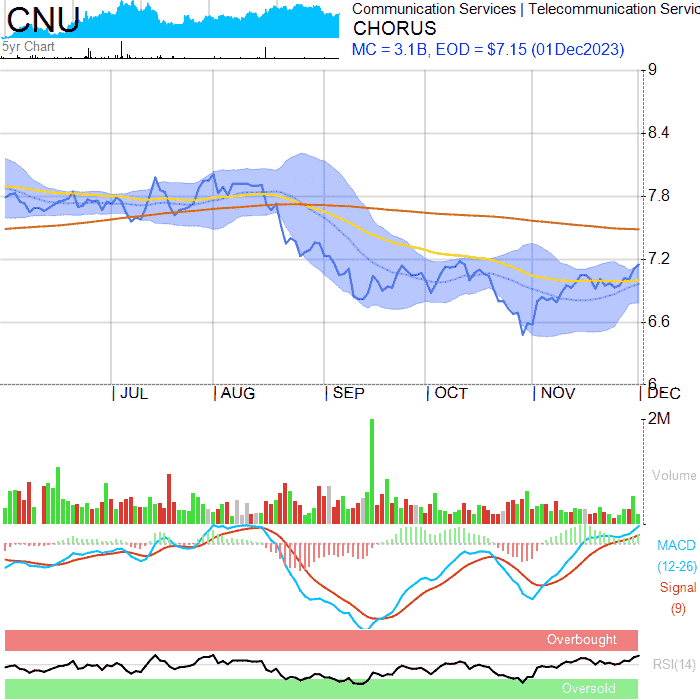 CNU
Communication Services | Telecommunication Servic
CHORUS
5yr Chart
MC = 3.1B, EOD = $7.15 (01Dec2023)
9
8.4
7.8
7.2
6.6
6
| JUL | AUG | SEP | OCT | NOV | DEC
2M
Volume
MACD
(12-26)
Signal
(9)
Overbought
RSI(14)
Oversold